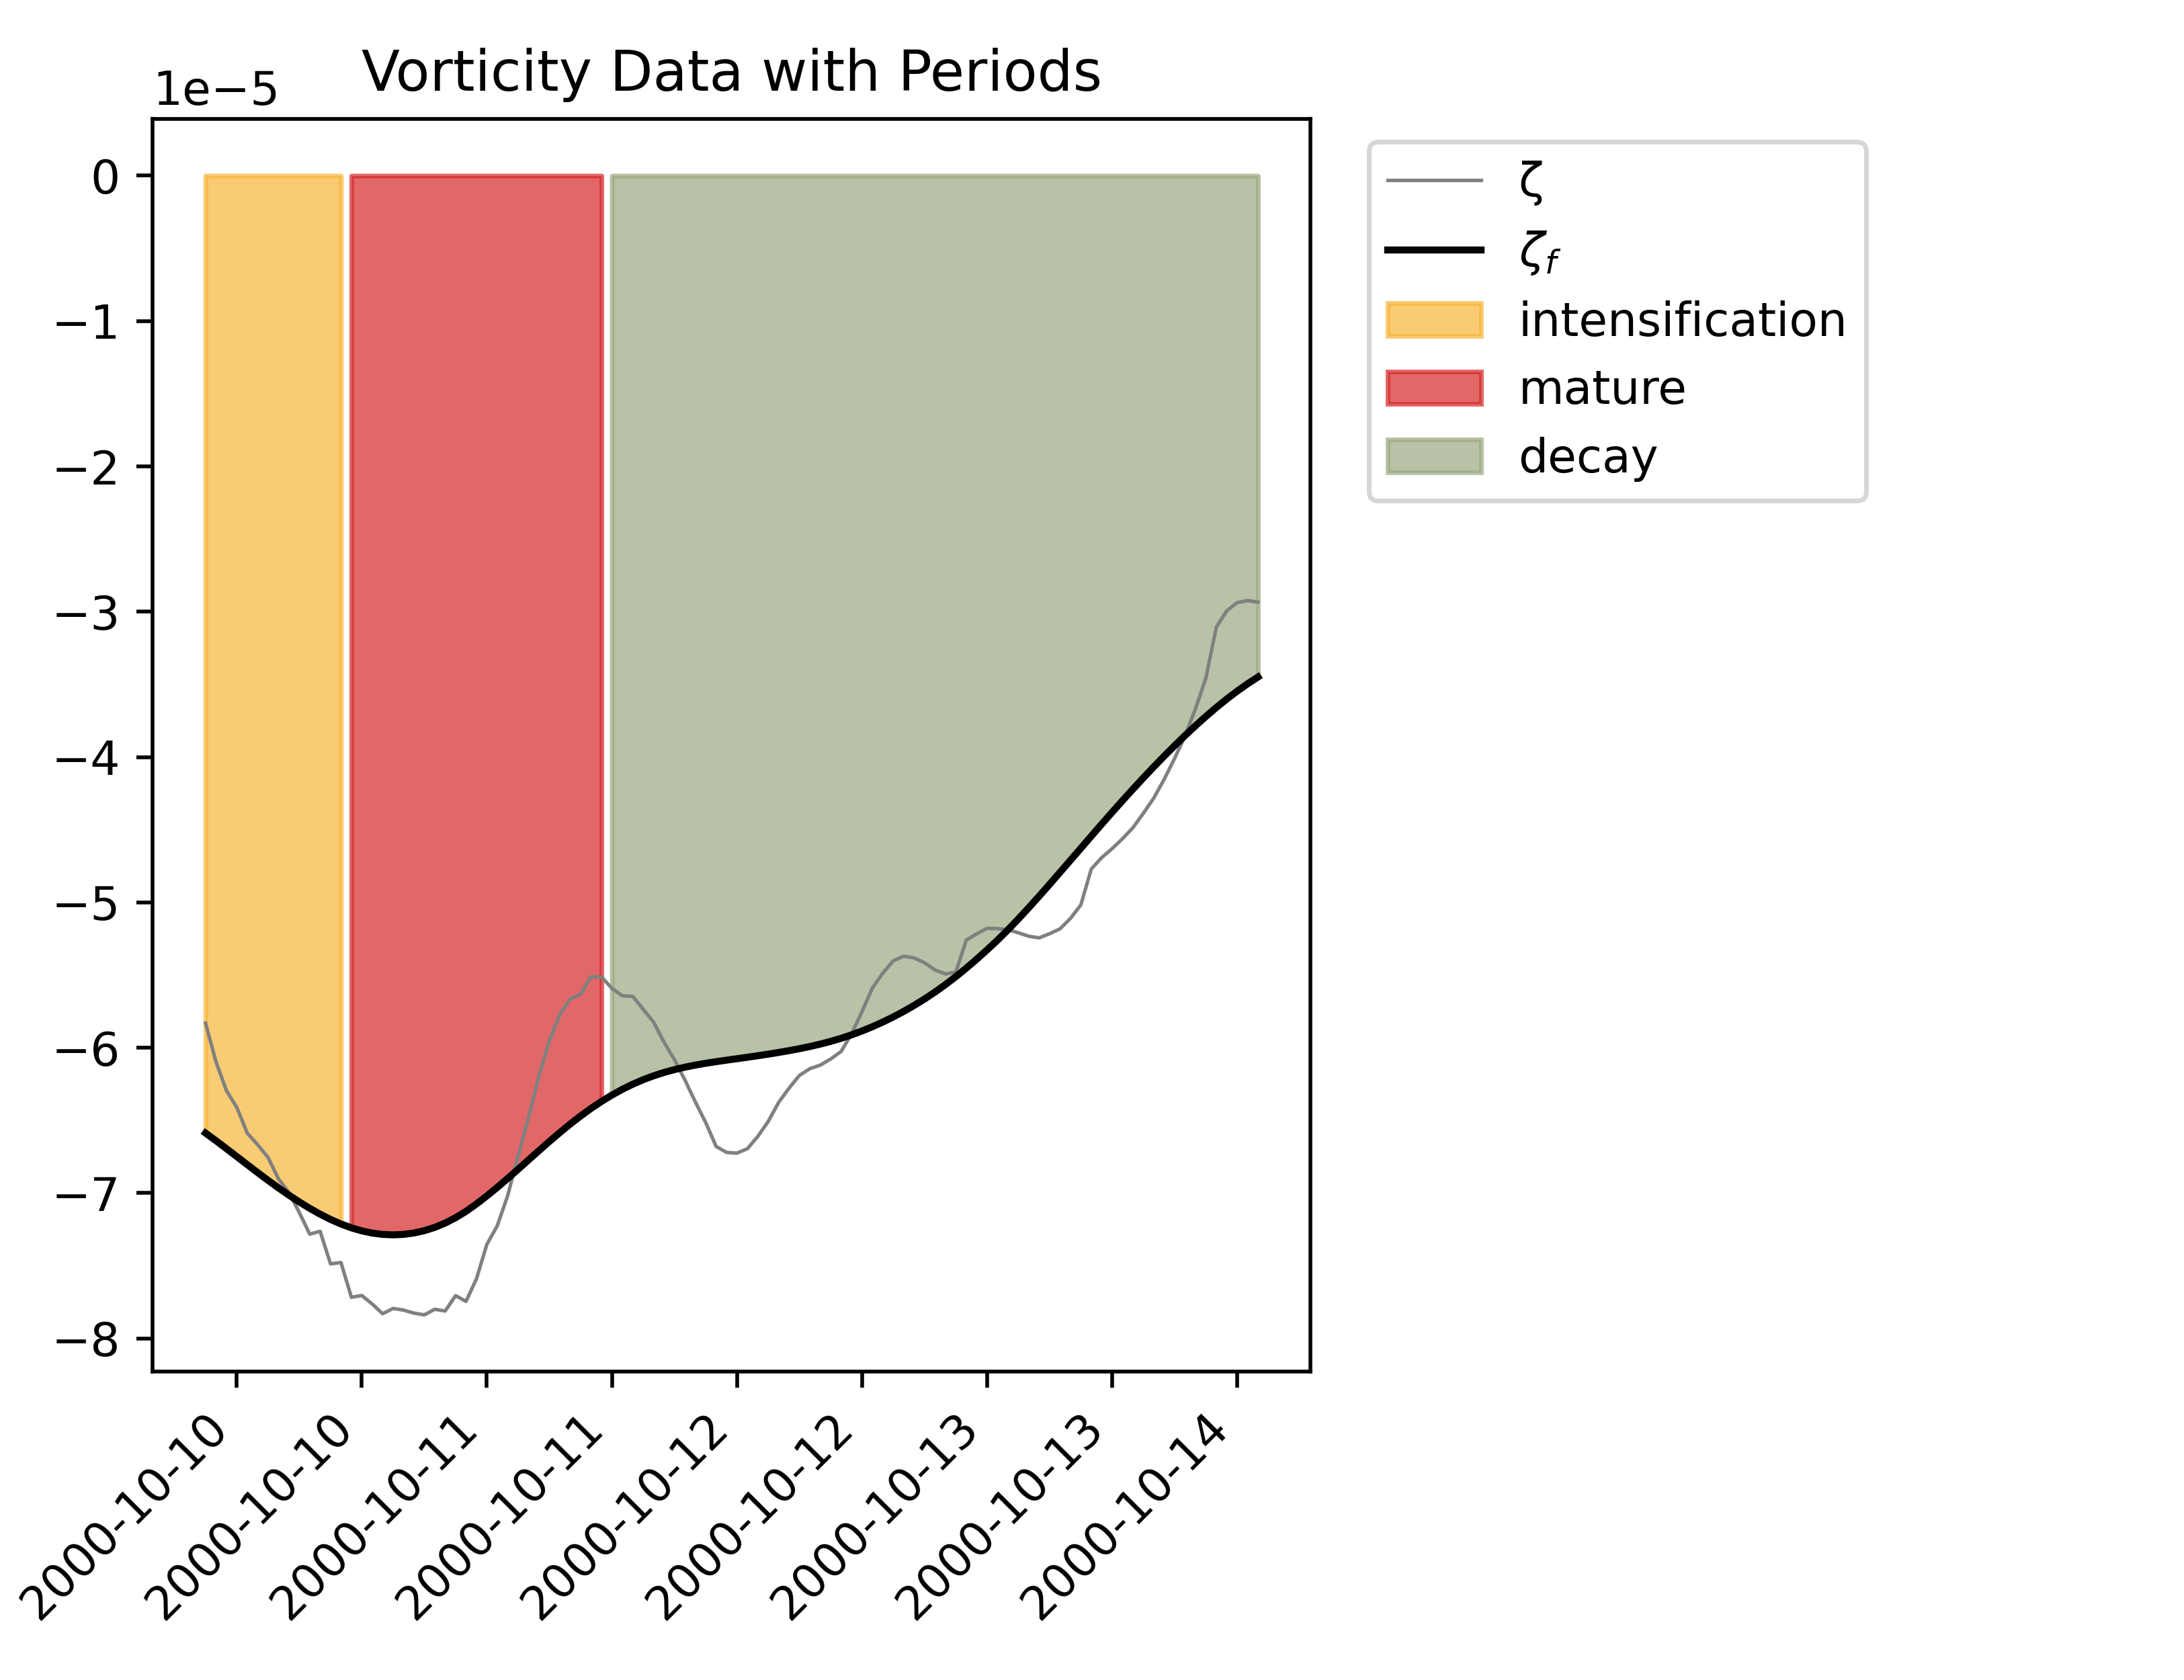 Vorticity Data with Periods
1e−5
0
−1
−2
−3
−4
−5
−6
−7
−8
2000-10-10
2000-10-10
2000-10-11
2000-10-11
2000-10-12
2000-10-12
2000-10-13
2000-10-13
2000-10-14
ζ
ζf
intensification
mature
decay